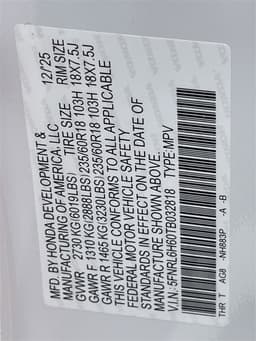 MFD. BY HONDA DEVELOPMENT &
MANUFACTURING OF AMERICA, LLC. 12/25
TIRE SIZE RIM SIZE
GVWR 2730 KG(6019LBS)
GAWR F 1310 KG(2888LBS)235/60R18 103H 18X7.5J
GAWR R 1465 KG(3230LBS)235/60R18 103H 18X7.5J
THIS VEHICLE CONFORMS TO ALL APPLICABLE
FEDERAL MOTOR VEHICLE SAFETY
STANDARDS IN EFFECT ON THE DATE OF
MANUFACTURE SHOWN ABOVE.
V.I.N. 5FNRL6H60TB032818 TYPE MPV
THR T AG8 -NH883P -A -B